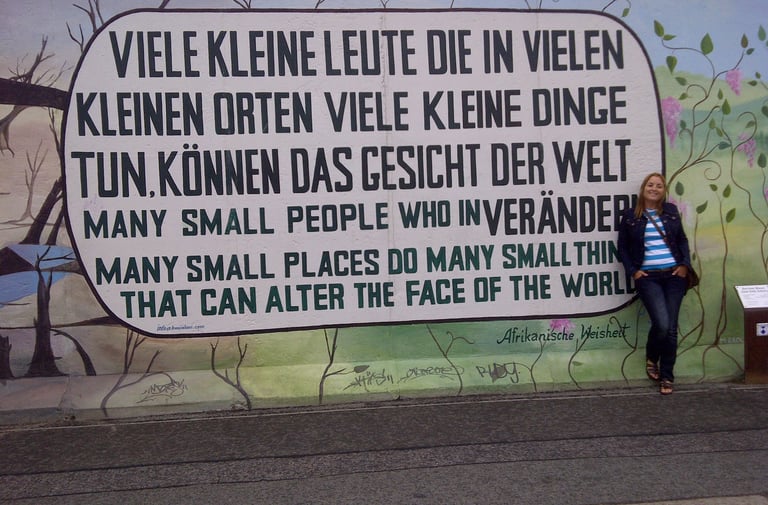 VIELE KLEINE LEUTE DIE IN VIELEN
KLEINEN ORTEN VIELE KLEINE DINGE
TUN, KÖNNEN DAS GESICHT DER WELT
MANY SMALL PEOPLE WHO IN VERÄNDER
MANY SMALL PLACES DO MANY SMALL THIN
THAT CAN ALTER THE FACE OF THE WORL
Afrikanische Weisheit